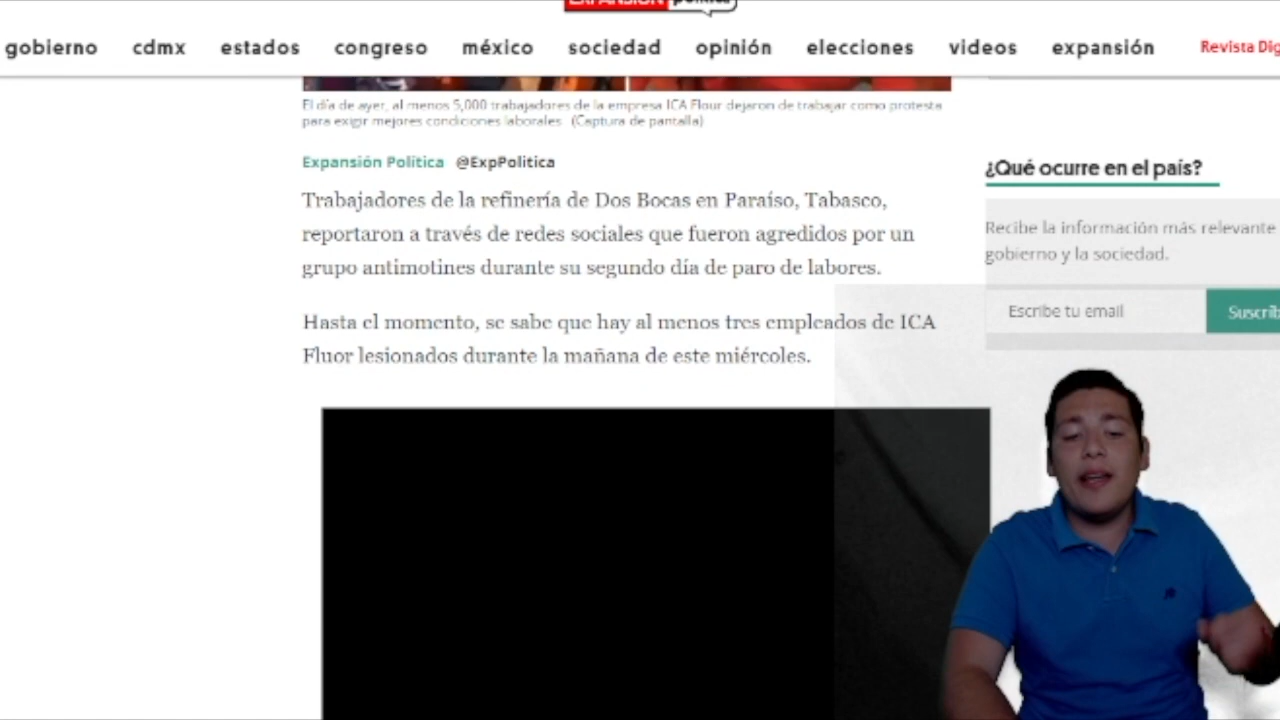 EXPANSIÓN política
gobierno cdmx estados congreso méxico sociedad opinión elecciones videos expansión Revista Dig
El día de ayer, al menos 5,000 trabajadores de la empresa ICA Flour dejaron de trabajar como protesta
para exigir mejores condiciones laborales. (Captura de pantalla)
Expansión Política @ExpPolitica
Trabajadores de la refinería de Dos Bocas en Paraíso, Tabasco,
reportaron a través de redes sociales que fueron agredidos por un
grupo antimotines durante su segundo día de paro de labores.
Hasta el momento, se sabe que hay al menos tres empleados de ICA
Fluor lesionados durante la mañana de este miércoles.
¿Qué ocurre en el país?
Recibe la información más relevante
gobierno y la sociedad.
Escribe tu email
Suscríb